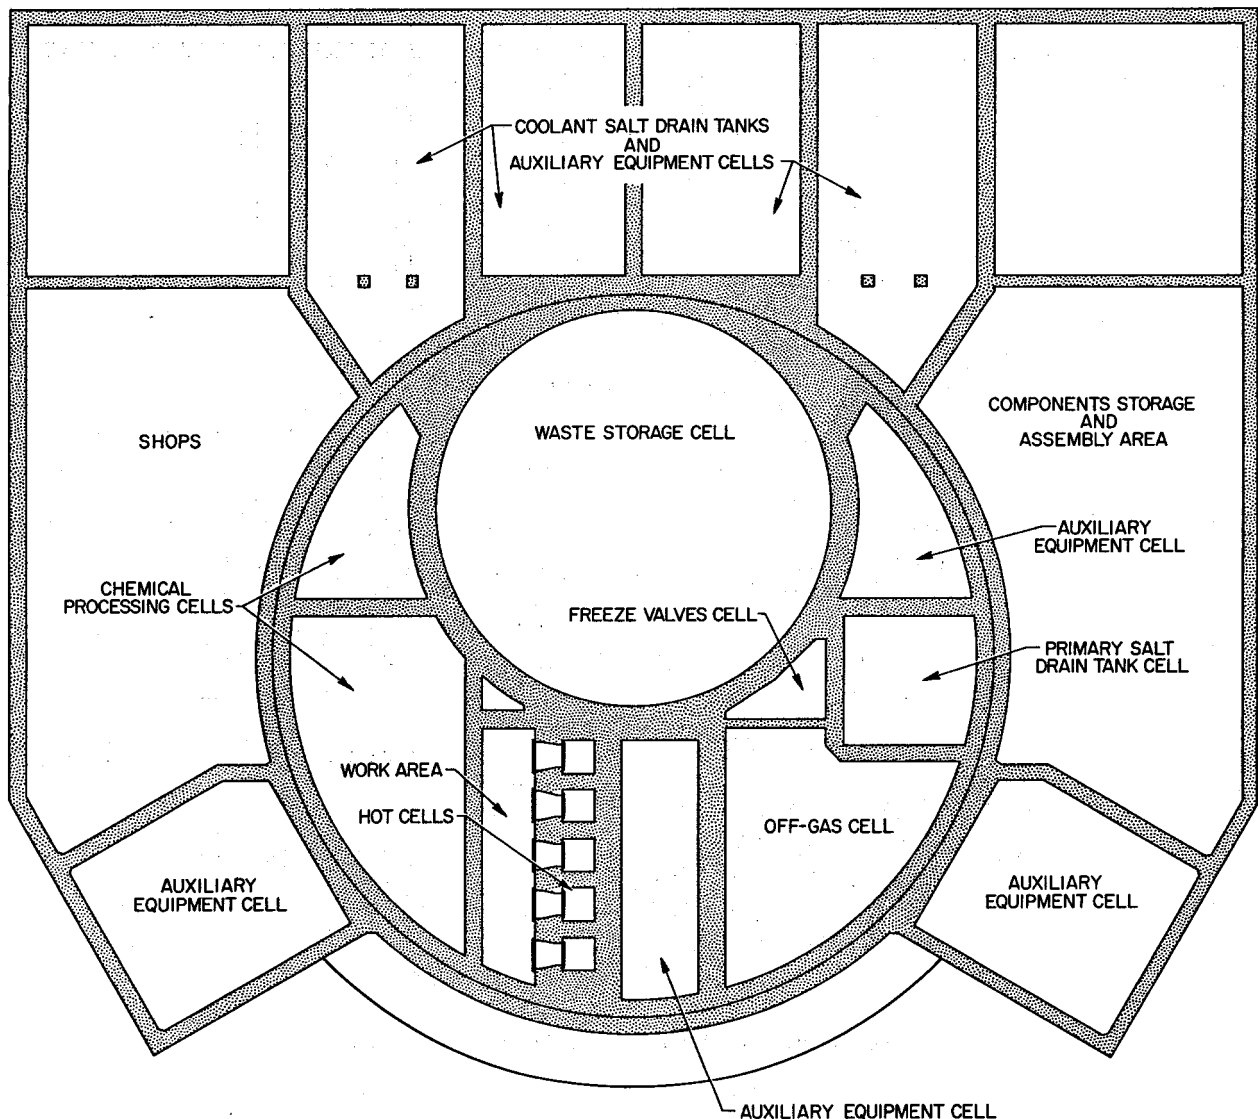 COOLANT SALT DRAIN TANKS
AND
AUXILIARY EQUIPMENT CELLS
SHOPS
WASTE STORAGE CELL
COMPONENTS STORAGE
AND
ASSEMBLY AREA
AUXILIARY
EQUIPMENT CELL
CHEMICAL
PROCESSING CELLS
FREEZE VALVES CELL
PRIMARY SALT
DRAIN TANK CELL
WORK AREA
HOT CELLS
OFF-GAS CELL
AUXILIARY
EQUIPMENT CELL
AUXILIARY
EQUIPMENT CELL
AUXILIARY EQUIPMENT CELL